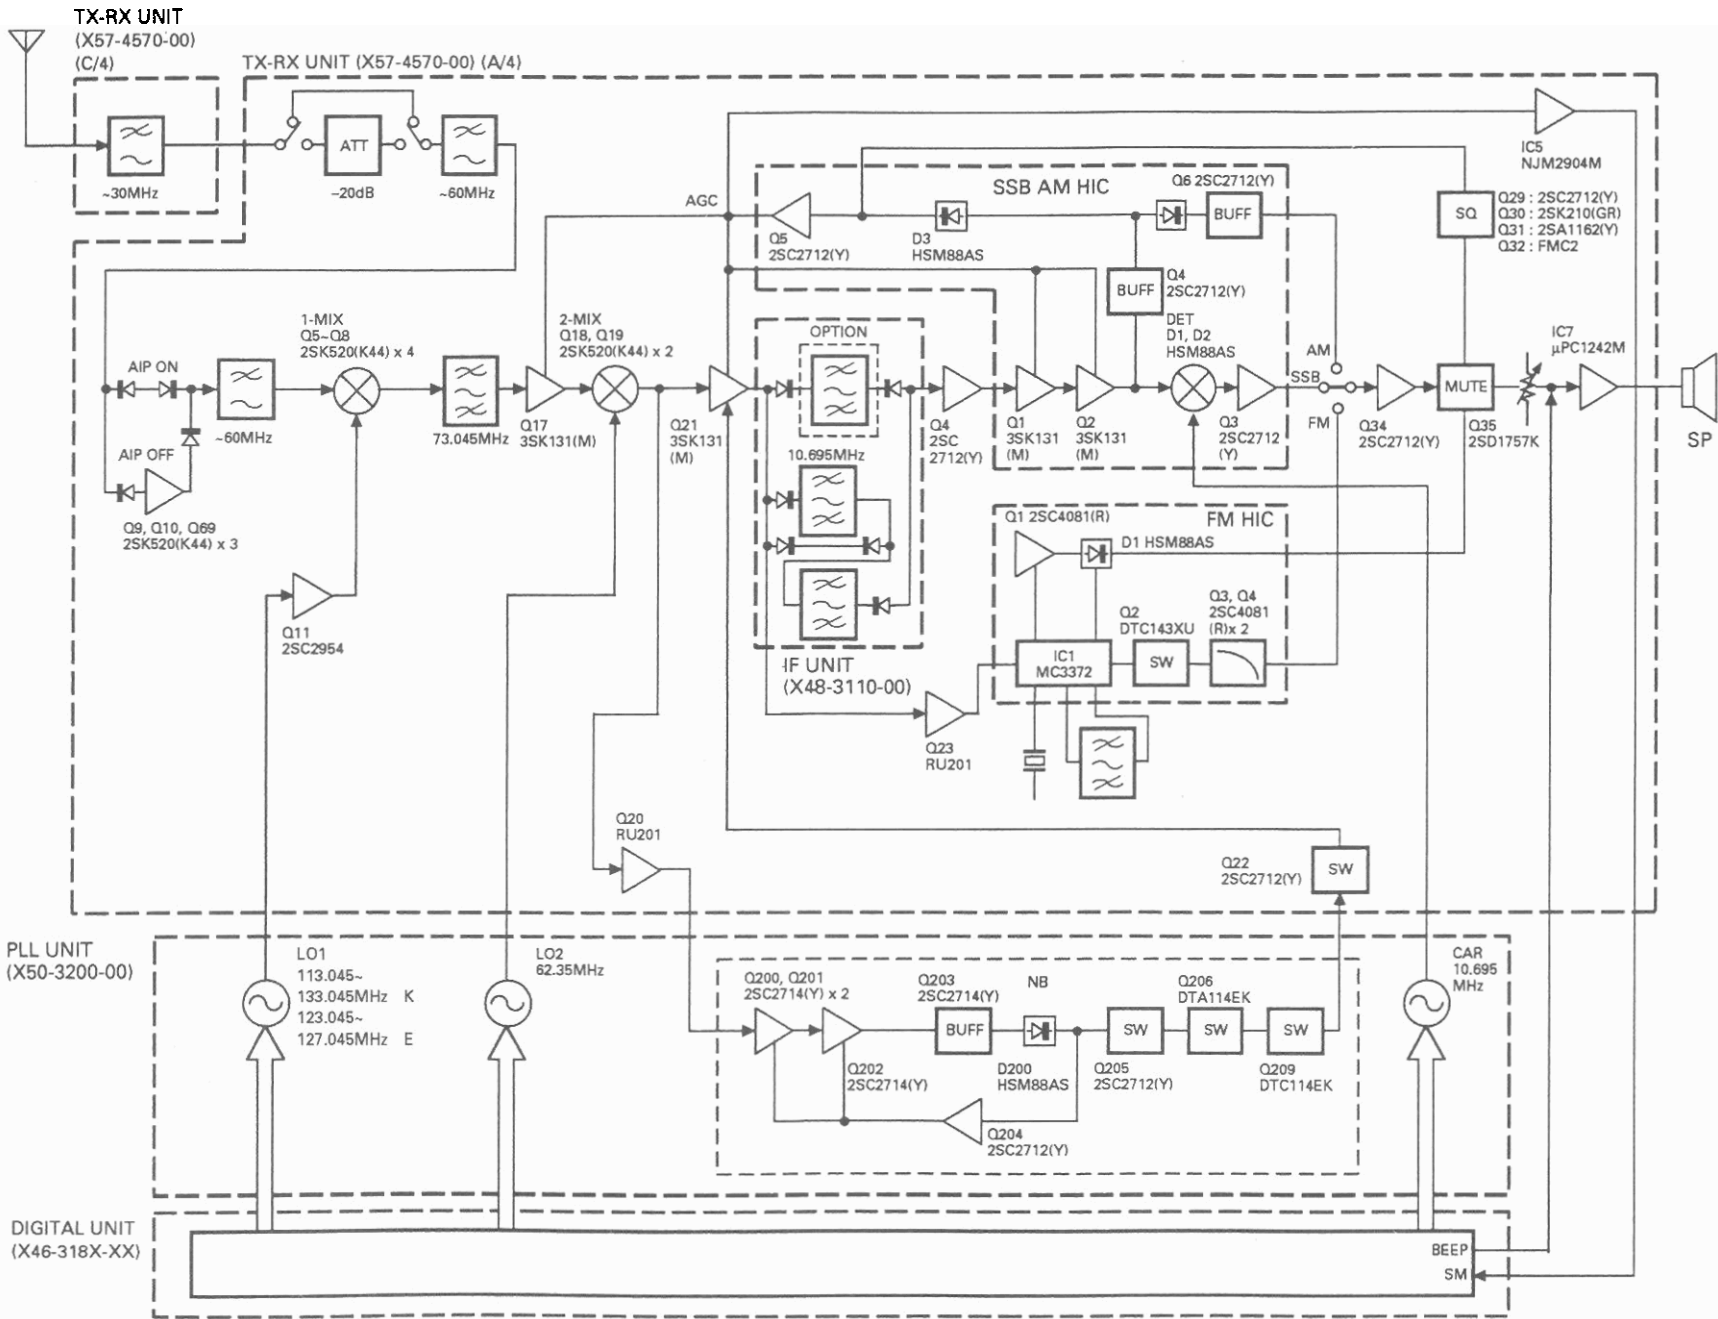 TX-RX UNIT
(X57-4570-00)
(C/4)
TX-RX UNIT (X57-4570-00) (A/4)
~30MHz
ATT
–20dB
~60MHz
IC5
NJM2904M
SSB AM HIC
Q6 2SC2712(Y)
BUFF
AGC
Q5
2SC2712(Y)
D3
HSM88AS
SQ
Q29 : 2SC2712(Y)
Q30 : 2SK210(GR)
Q31 : 2SA1162(Y)
Q32 : FMC2
BUFF
Q4
2SC2712(Y)
1-MIX
Q5~Q8
2SK520(K44) x 4
2-MIX
Q18, Q19
2SK520(K44) x 2
OPTION
DET
D1, D2
HSM88AS
AM
SSB
FM
IC7
μPC1242M
AIP ON
~60MHz
AIP OFF
Q9, Q10, Q69
2SK520(K44) x 3
73.045MHz
Q17
3SK131(M)
Q21
3SK131
(M)
10.695MHz
Q4
2SC
2712(Y)
Q1
3SK131
(M)
Q2
3SK131
(M)
Q3
2SC2712
(Y)
Q34
2SC2712(Y)
MUTE
Q35
2SD1757K
SP
Q1 2SC4081(R)
FM HIC
D1 HSM88AS
Q11
2SC2954
IF UNIT
(X48-3110-00)
IC1
MC3372
Q2
DTC143XU
SW
Q3, Q4
2SC4081
(R)x 2
Q23
RU201
Q20
RU201
Q22
2SC2712(Y)
SW
PLL UNIT
(X50-3200-00)
LO1
113.045~
133.045MHz K
123.045~
127.045MHz E
LO2
62.35MHz
Q200, Q201
2SC2714(Y) x 2
Q203
2SC2714(Y)
BUFF
NB
Q206
DTA114EK
CAR
10.695
MHz
SW
SW
SW
Q202
2SC2714(Y)
D200
HSM88AS
Q205
2SC2712(Y)
Q209
DTC114EK
Q204
2SC2712(Y)
DIGITAL UNIT
(X46-318X-XX)
BEEP
SM